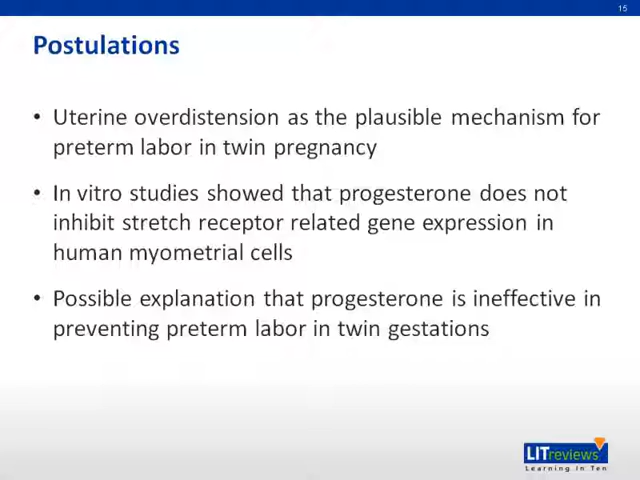 15
Postulations
• Uterine overdistension as the plausible mechanism for
preterm labor in twin pregnancy
• In vitro studies showed that progesterone does not
inhibit stretch receptor related gene expression in
human myometrial cells
• Possible explanation that progesterone is ineffective in
preventing preterm labor in twin gestations
LITreviews
Learning In Ten